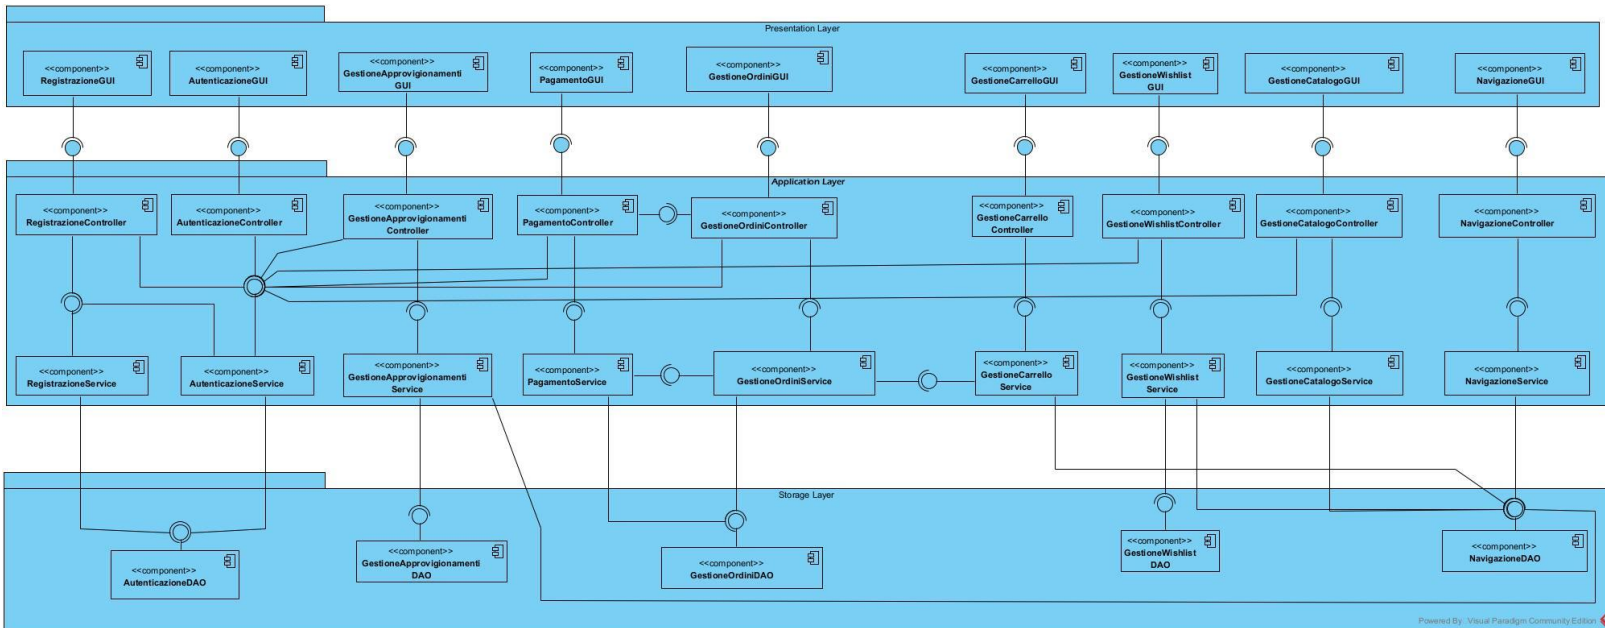 Presentation Layer
<<component>>
RegistrazioneGUI
<<component>>
AutenticazioneGUI
<<component>>
GestioneApprovigionamenti
GUI
<<component>>
PagamentoGUI
<<component>>
GestioneOrdiniGUI
<<component>>
GestioneCarrelloGUI
<<component>>
GestioneWishlist
GUI
<<component>>
GestioneCatalogoGUI
<<component>>
NavigazioneGUI
Application Layer
<<component>>
RegistrazioneController
<<component>>
AutenticazioneController
<<component>>
GestioneApprovigionamenti
Controller
<<component>>
PagamentoController
<<component>>
GestioneOrdiniController
<<component>>
GestioneCarrello
Controller
<<component>>
GestioneWishlistController
<<component>>
GestioneCatalogoController
<<component>>
NavigazioneController
<<component>>
RegistrazioneService
<<component>>
AutenticazioneService
<<component>>
GestioneApprovigionamenti
Service
<<component>>
PagamentoService
<<component>>
GestioneOrdiniService
<<component>>
GestioneCarrello
Service
<<component>>
GestioneWishlist
Service
<<component>>
GestioneCatalogoService
<<component>>
NavigazioneService
Storage Layer
<<component>>
AutenticazioneDAO
<<component>>
GestioneApprovigionamenti
DAO
<<component>>
GestioneOrdiniDAO
<<component>>
GestioneWishlist
DAO
<<component>>
NavigazioneDAO
Powered By Visual Paradigm Community Edition